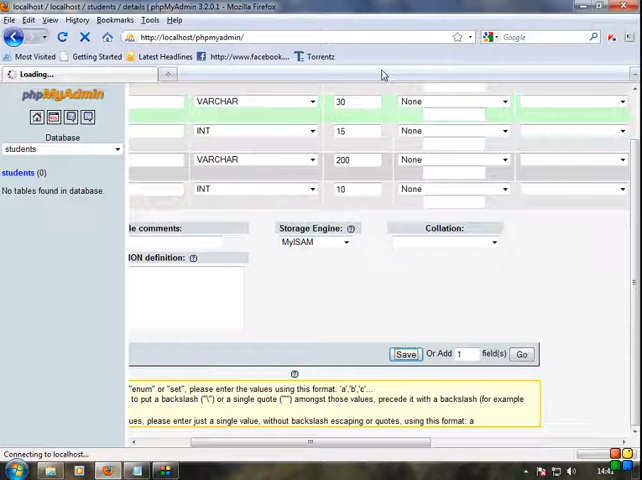 localhost / localhost / students / details | phpMyAdmin 3.2.0.1 - Mozilla Firefox
File Edit View History Bookmarks Tools Help
http://localhost/phpmyadmin/
Google
Most Visited Getting Started Latest Headlines http://www.facebook.... Torrentz
Loading...
phpMyAdmin
Database
students
students (0)
No tables found in database.
VARCHAR 30 None
INT 15 None
VARCHAR 200 None
INT 10 None
le comments: Storage Engine: Collation:
MyISAM
ION definition:
Save Or Add 1 field(s) Go
"enum" or "set", please enter the values using this format: 'a','b','c'...
to put a backslash ("\") or a single quote ("'") amongst those values, precede it with a backslash (for example
ues, please enter just a single value, without backslash escaping or quotes, using this format: a
Connecting to localhost...